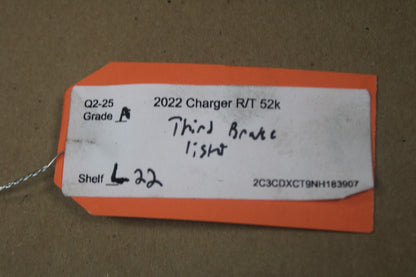 Q2-25 2022 Charger R/T 52k
Grade A
Third Brake
light
Shelf L 22
2C3CDXCT9NH183907